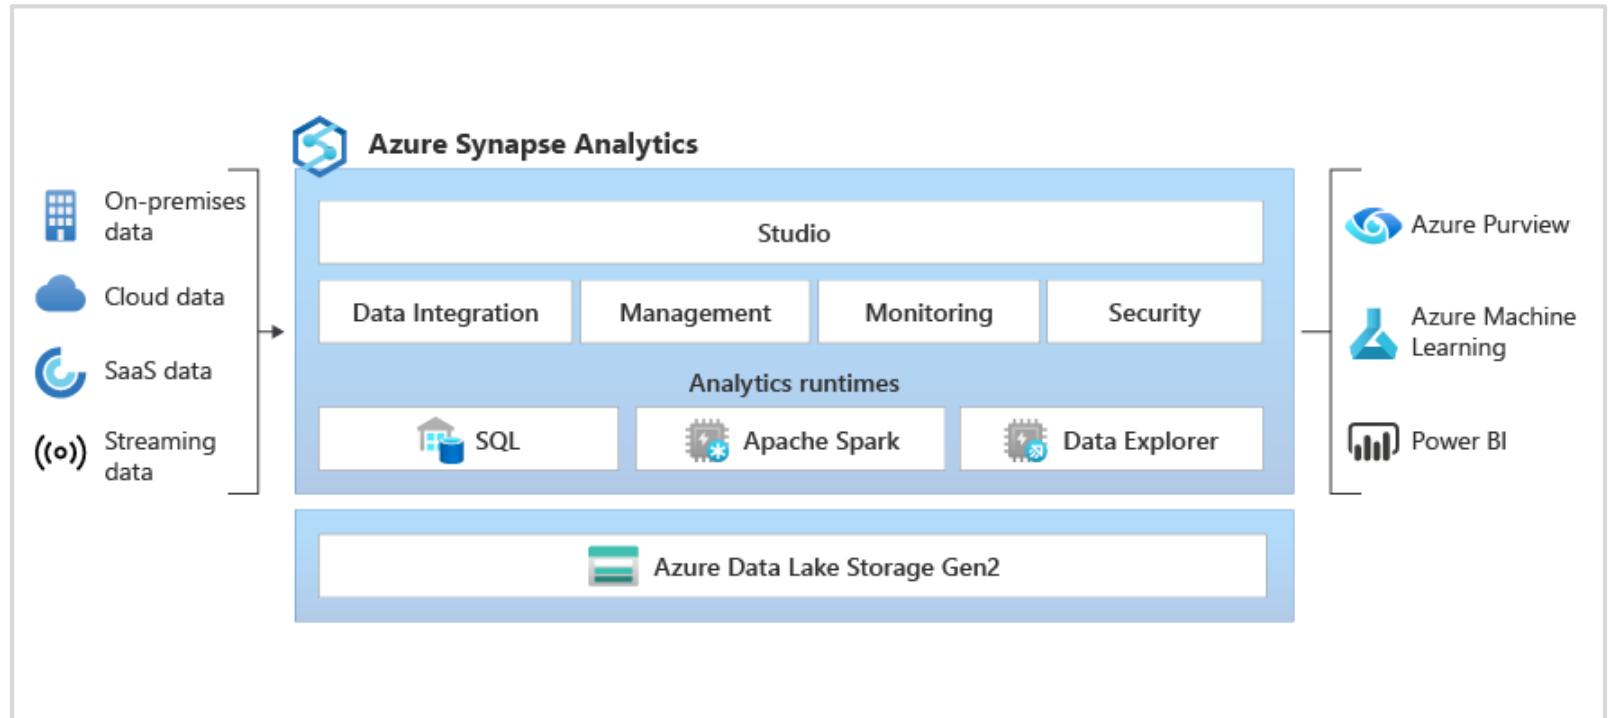 Azure Synapse Analytics
On-premises
data
Cloud data
SaaS data
Streaming
data
Studio
Data Integration
Management
Monitoring
Security
Analytics runtimes
SQL
Apache Spark
Data Explorer
Azure Data Lake Storage Gen2
Azure Purview
Azure Machine
Learning
Power BI